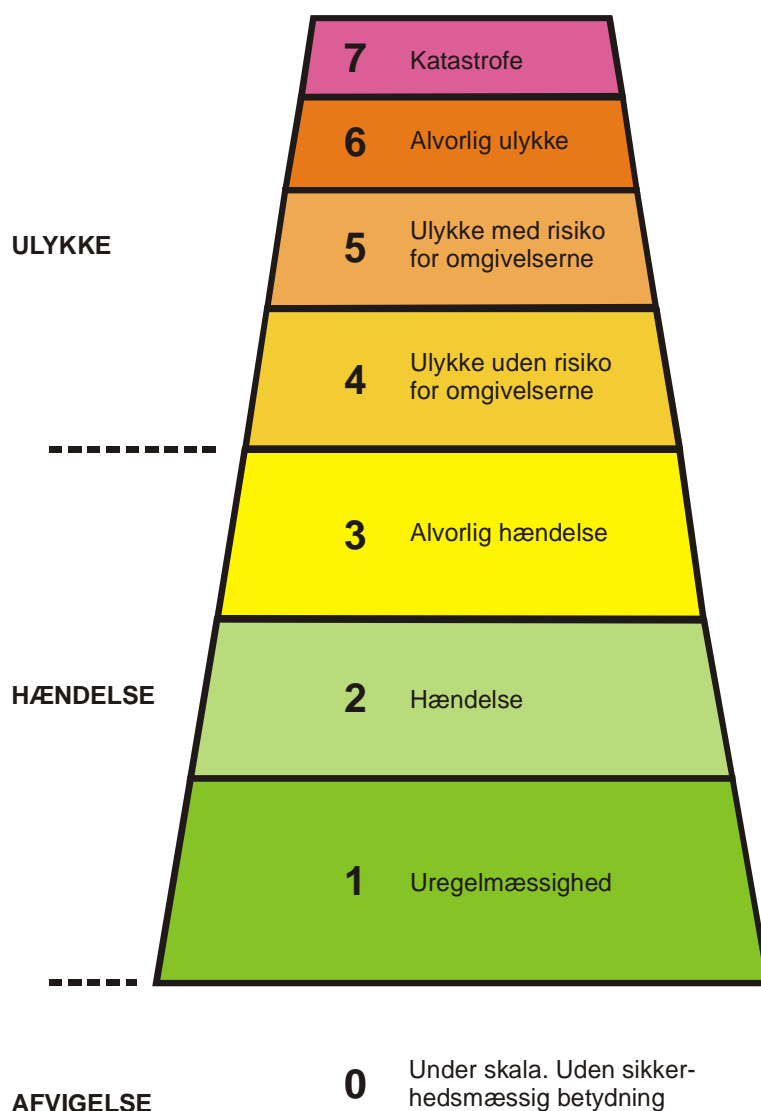 7 Katastrofe
6 Alvorlig ulykke
ULYKKE
5 Ulykke med risiko
for omgivelserne
4 Ulykke uden risiko
for omgivelserne
3 Alvorlig hændelse
HÆNDELSE
2 Hændelse
1 Uregelmæssighed
0 Under skala. Uden sikker-
hedsmæssig betydning
AFVIGELSE